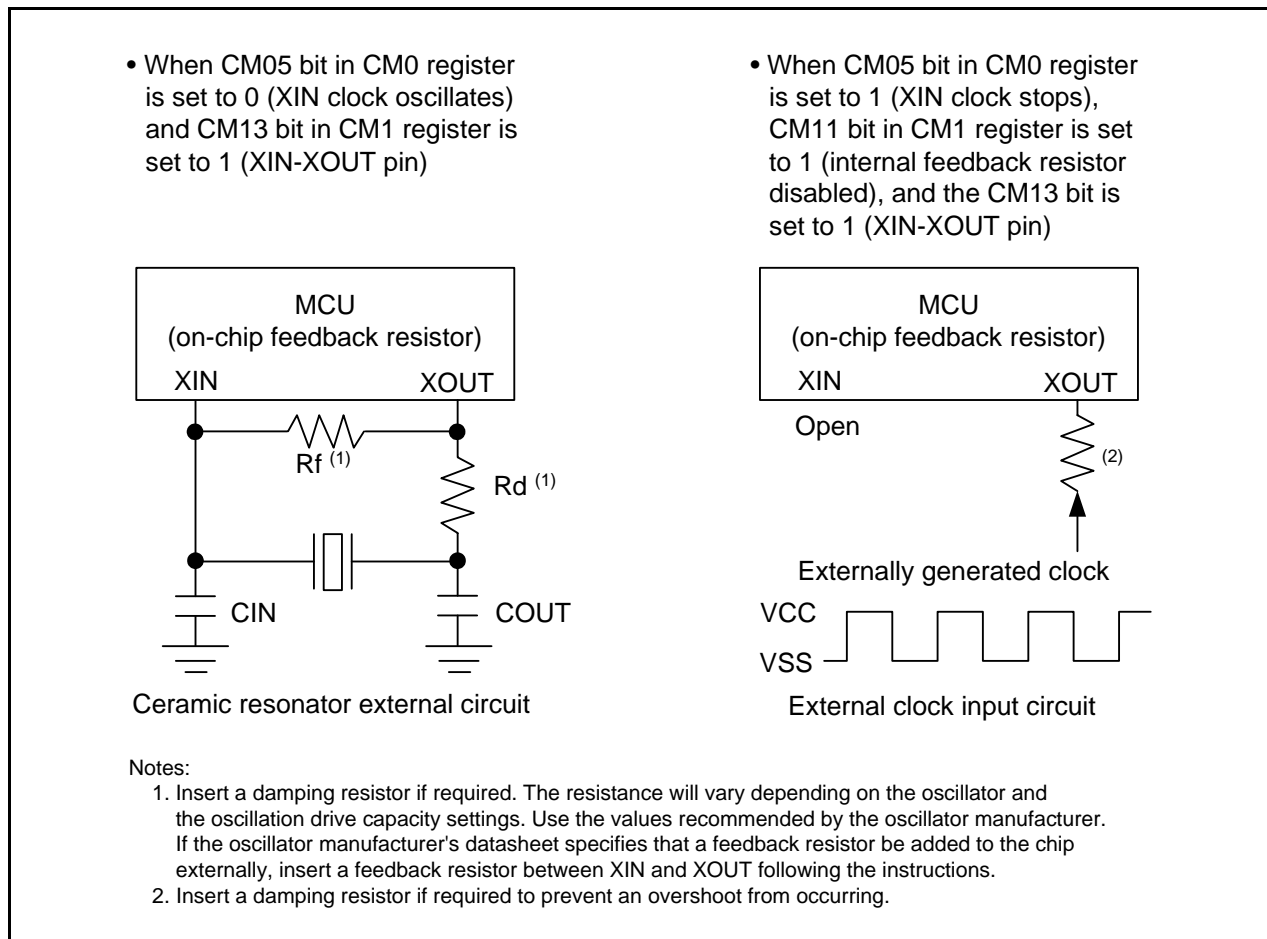 • When CM05 bit in CM0 register
is set to 0 (XIN clock oscillates)
and CM13 bit in CM1 register is
set to 1 (XIN-XOUT pin)
MCU
(on-chip feedback resistor)
XIN XOUT
Rf (1)
Rd (1)
CIN COUT
Ceramic resonator external circuit
• When CM05 bit in CM0 register
is set to 1 (XIN clock stops),
CM11 bit in CM1 register is set
to 1 (internal feedback resistor
disabled), and the CM13 bit is
set to 1 (XIN-XOUT pin)
MCU
(on-chip feedback resistor)
XIN XOUT
Open
(2)
Externally generated clock
VCC
VSS
External clock input circuit
Notes:
1. Insert a damping resistor if required. The resistance will vary depending on the oscillator and
the oscillation drive capacity settings. Use the values recommended by the oscillator manufacturer.
If the oscillator manufacturer's datasheet specifies that a feedback resistor be added to the chip
externally, insert a feedback resistor between XIN and XOUT following the instructions.
2. Insert a damping resistor if required to prevent an overshoot from occurring.